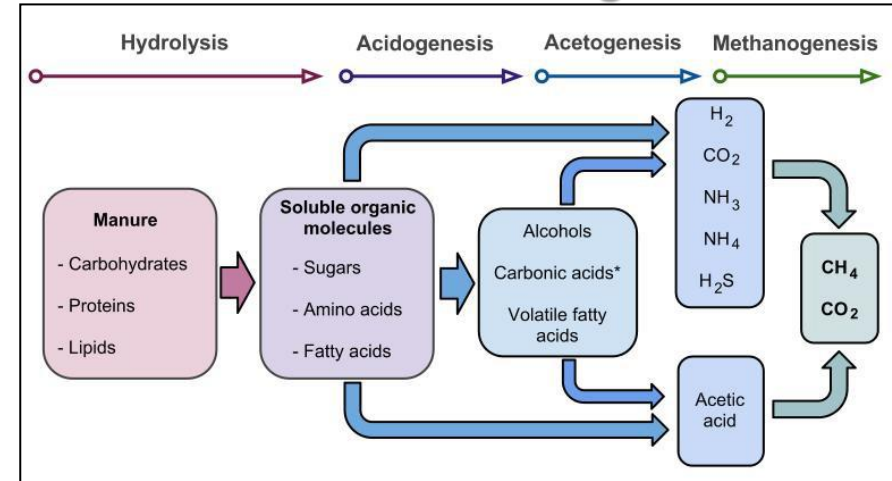 Hydrolysis
Acidogenesis
Acetogenesis
Methanogenesis
Manure
- Carbohydrates
- Proteins
- Lipids
Soluble organic
molecules
- Sugars
- Amino acids
- Fatty acids
Alcohols
Carbonic acids*
Volatile fatty
acids
H₂
CO₂
NH₃
NH₄
H₂S
Acetic
acid
CH₄
CO₂